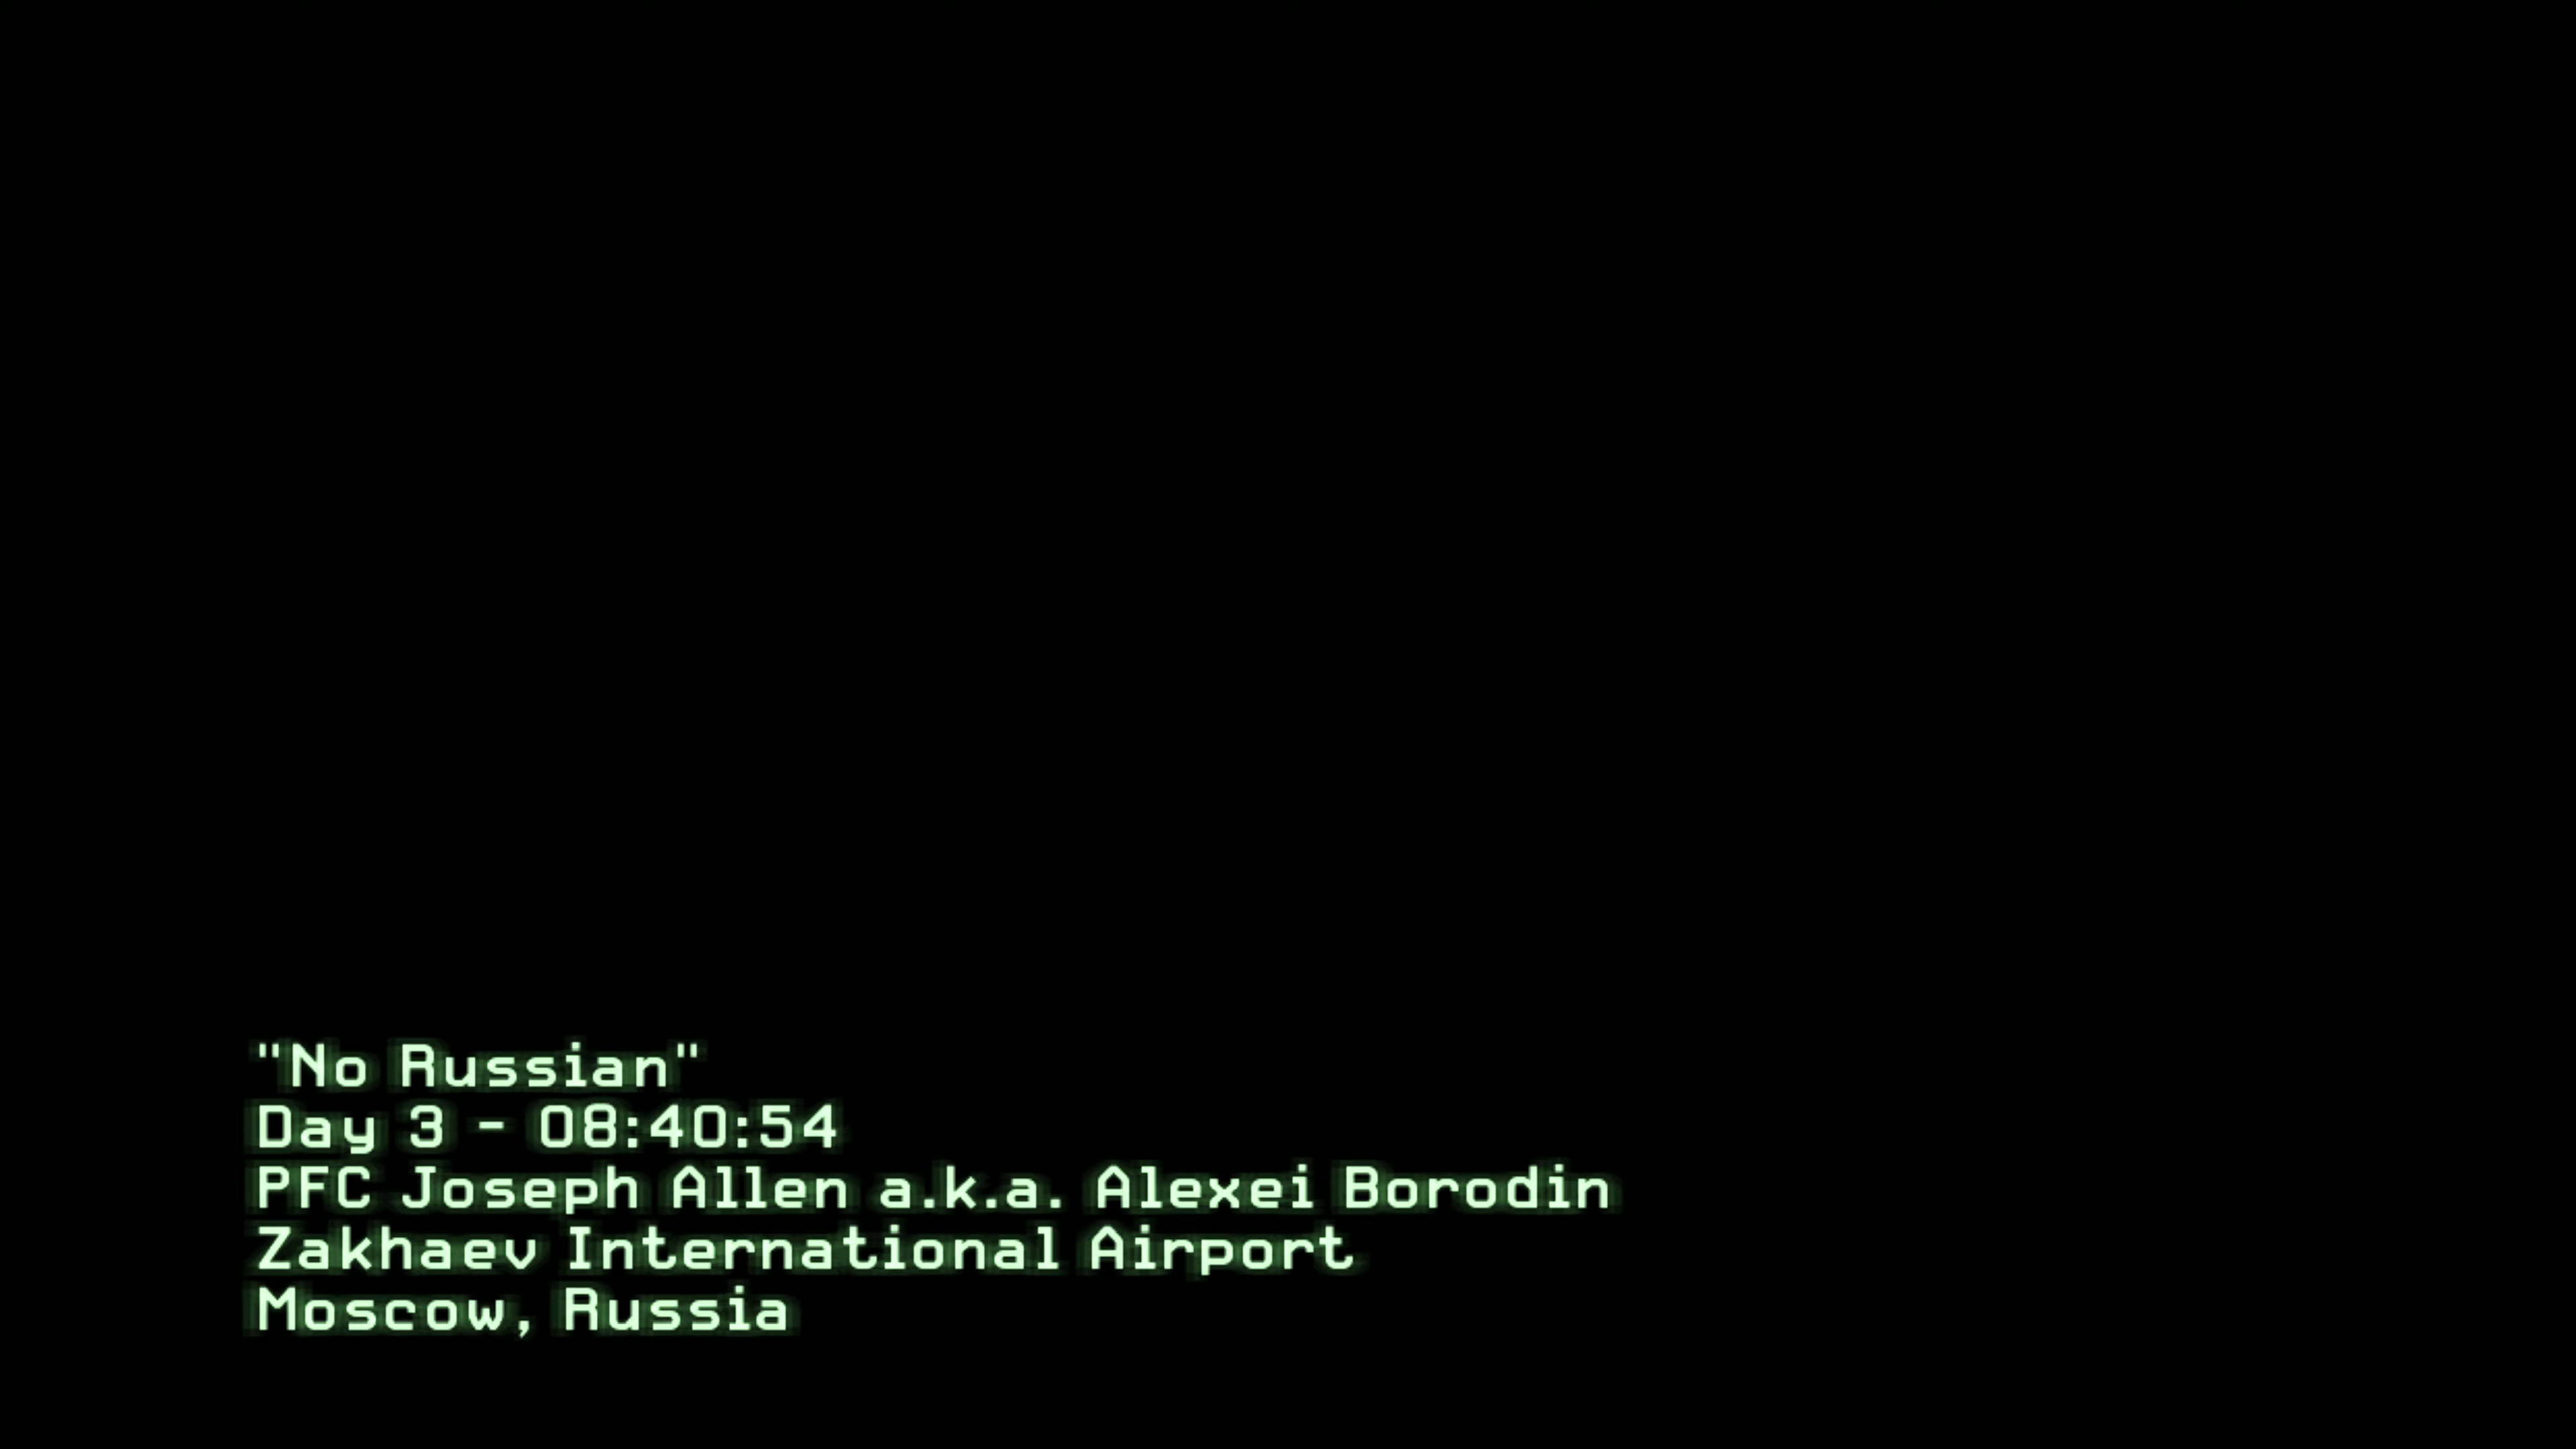 "No Russian"
Day 3 - 08:40:54
PFC Joseph Allen a.k.a. Alexei Borodin
Zakhaev International Airport
Moscow, Russia